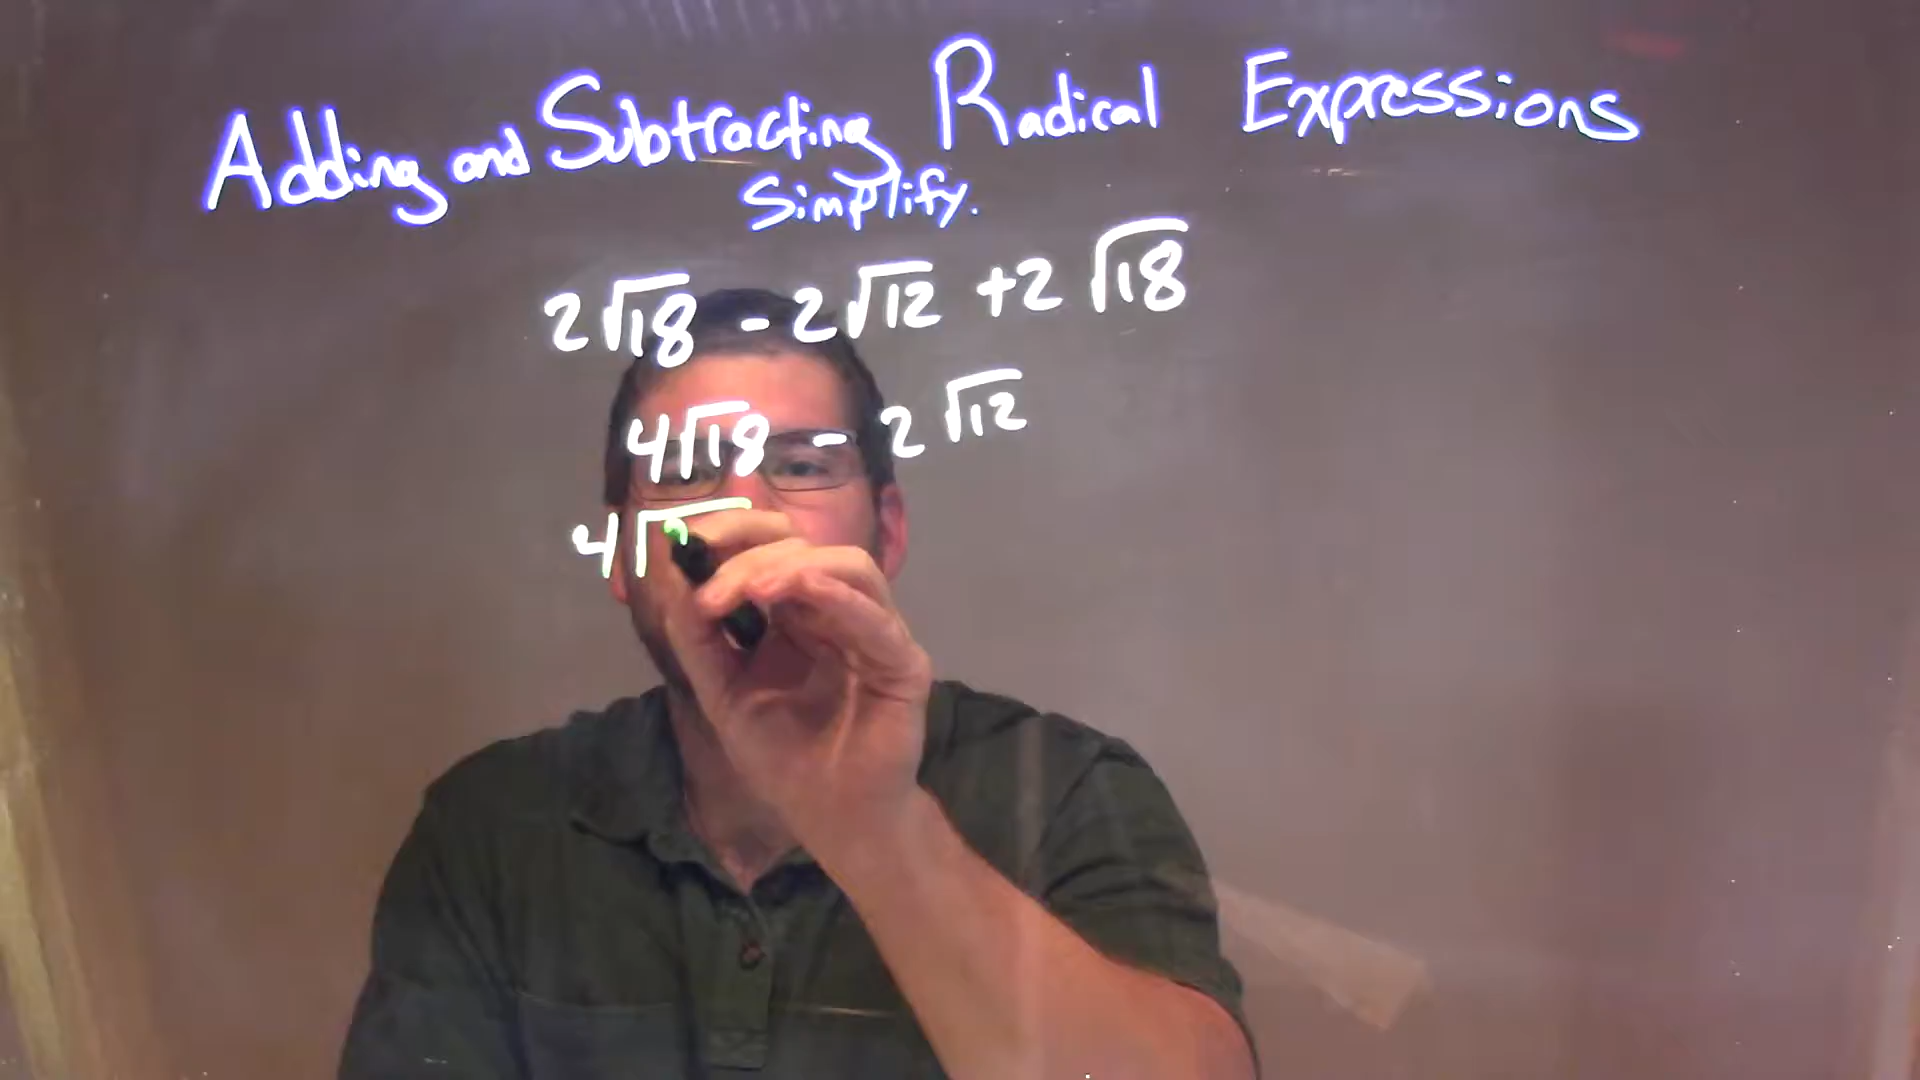 Adding and Subtracting Radical Expressions
Simplify.
2√18 - 2√12 + 2√18
4√18 - 2√12
4√